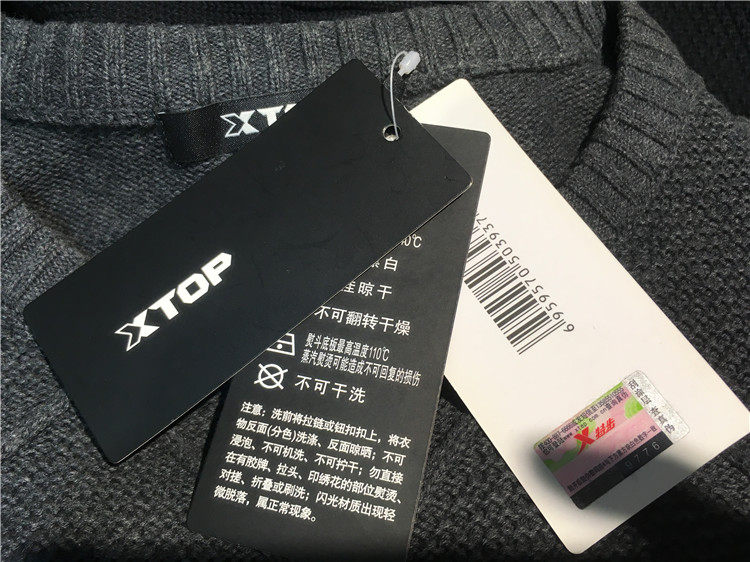 XTOP
XTOP
0℃
白
晾干
不可翻转干燥
熨斗底板最高温度110℃
蒸汽熨烫可能造成不可回复的损伤
不可干洗
注意：洗前将拉链或钮扣扣上，将衣
物反面(分色)洗涤、反面晾晒；不可
浸泡、不可机洗、不可拧干；勿直接
在有胶牌、拉头、印绣花的部位熨烫、
对搓、折叠或刷洗；闪光材质出现轻
微脱落，属正常现象。
6959570503937
特步